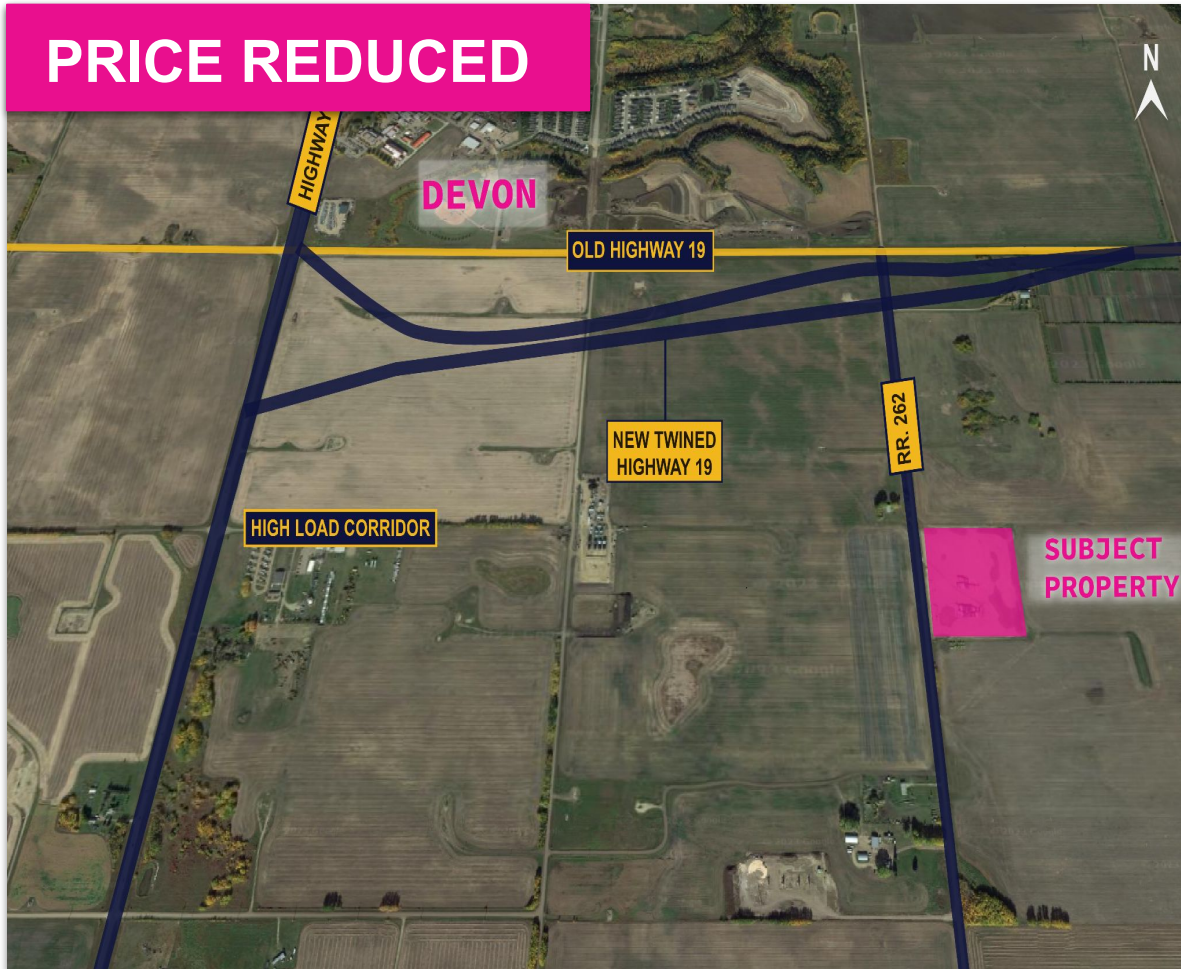 PRICE REDUCED
N
HIGHWAY
DEVON
OLD HIGHWAY 19
RR. 262
NEW TWINED
HIGHWAY 19
HIGH LOAD CORRIDOR
SUBJECT
PROPERTY